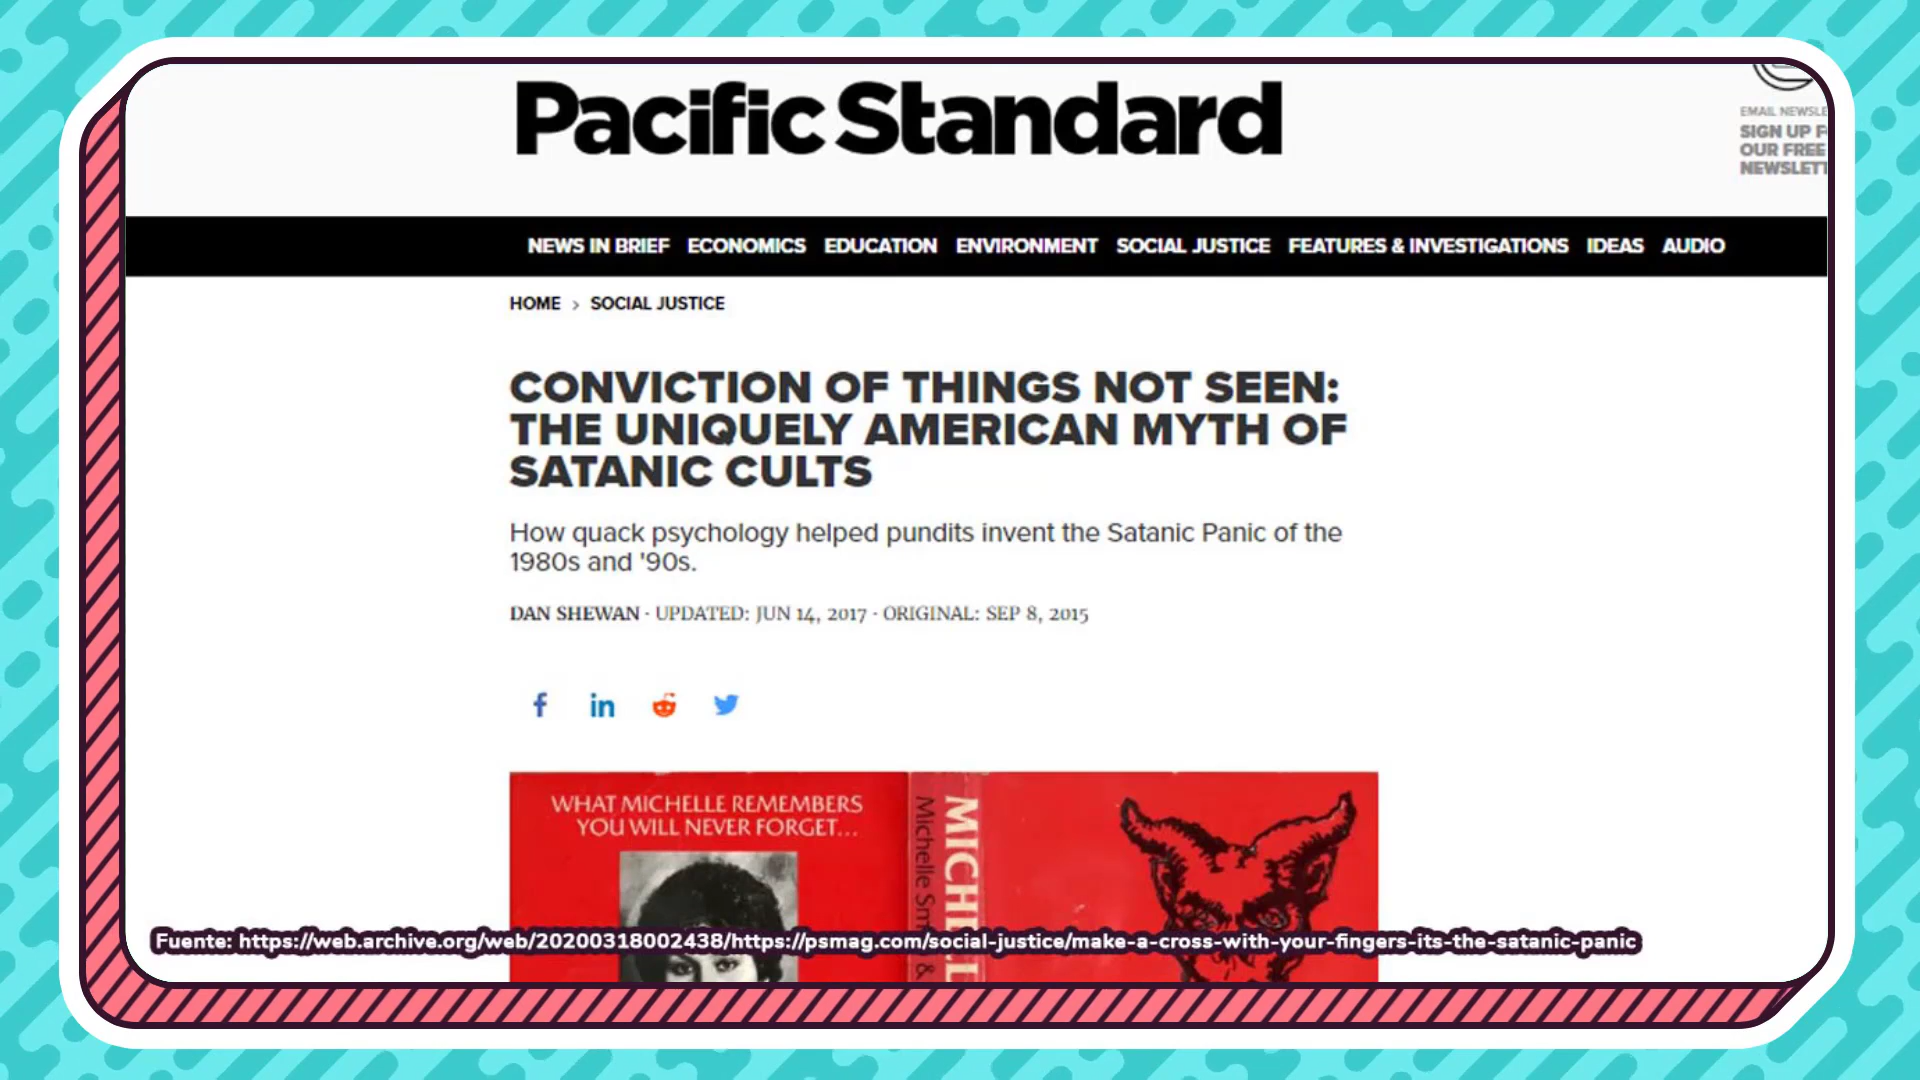 Pacific Standard
EMAIL NEWSLE
SIGN UP F
OUR FREE
NEWSLETT
NEWS IN BRIEF ECONOMICS EDUCATION ENVIRONMENT SOCIAL JUSTICE FEATURES & INVESTIGATIONS IDEAS AUDIO
HOME > SOCIAL JUSTICE
CONVICTION OF THINGS NOT SEEN:
THE UNIQUELY AMERICAN MYTH OF
SATANIC CULTS
How quack psychology helped pundits invent the Satanic Panic of the
1980s and '90s.
DAN SHEWAN · UPDATED: JUN 14, 2017 · ORIGINAL: SEP 8, 2015
WHAT MICHELLE REMEMBERS
YOU WILL NEVER FORGET...
Michelle
&
Fuente: https://web.archive.org/web/20200318002438/https://psmag.com/social-justice/make-a-cross-with-your-fingers-its-the-satanic-panic